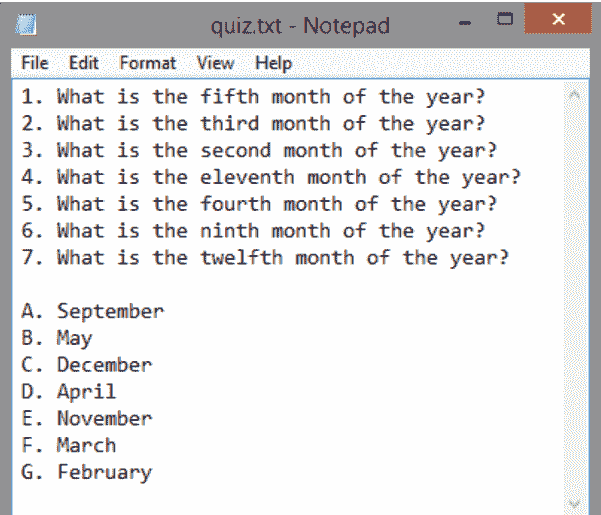 quiz.txt - Notepad
File Edit Format View Help
1. What is the fifth month of the year?
2. What is the third month of the year?
3. What is the second month of the year?
4. What is the eleventh month of the year?
5. What is the fourth month of the year?
6. What is the ninth month of the year?
7. What is the twelfth month of the year?
A. September
B. May
C. December
D. April
E. November
F. March
G. February